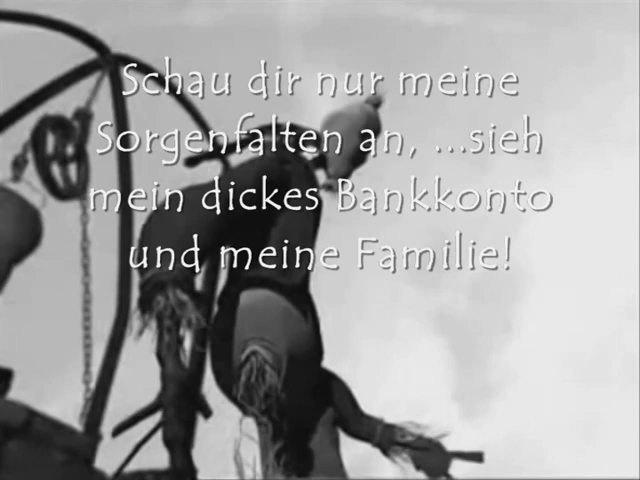 Schau dir nur meine
Sorgenfalten an, ...sieh
mein dickes Bankkonto
und meine Familie!